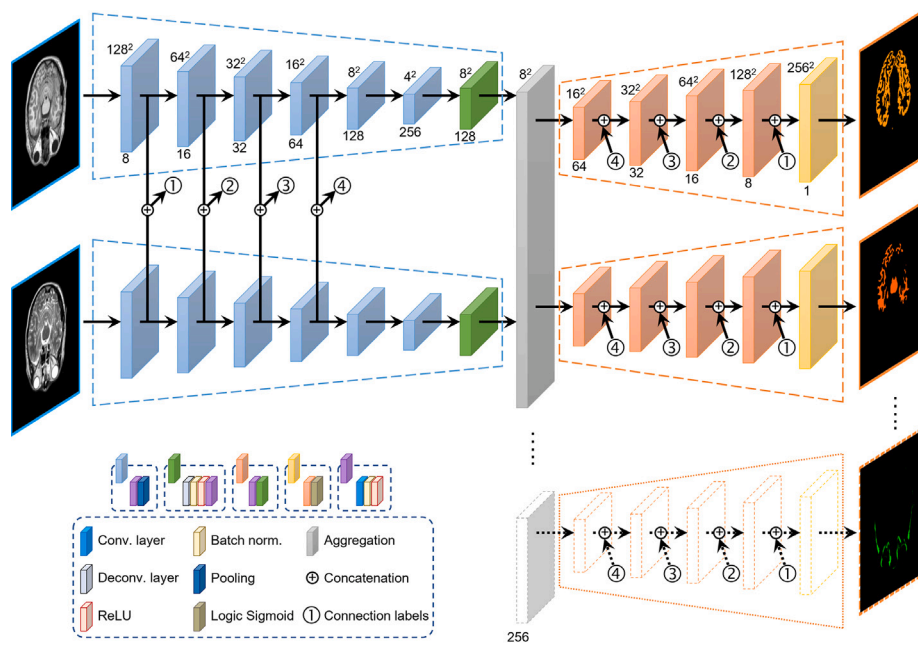 128² 64² 32² 16² 8² 4² 8² 8²
8 16 32 64 128 256 128
16² 32² 64² 128² 256²
④ ③ ② ①
64 32 16 8 1
⊕ ① ⊕ ② ⊕ ③ ⊕ ④
④ ③ ② ①
④ ③ ② ①
256
Conv. layer Batch norm. Aggregation
Deconv. layer Pooling ⊕ Concatenation
ReLU Logic Sigmoid ① Connection labels